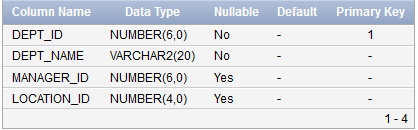 Column Name Data Type Nullable Default Primary Key
DEPT_ID NUMBER(6,0) No - 1
DEPT_NAME VARCHAR2(20) No - -
MANAGER_ID NUMBER(6,0) Yes - -
LOCATION_ID NUMBER(4,0) Yes - -
1 - 4